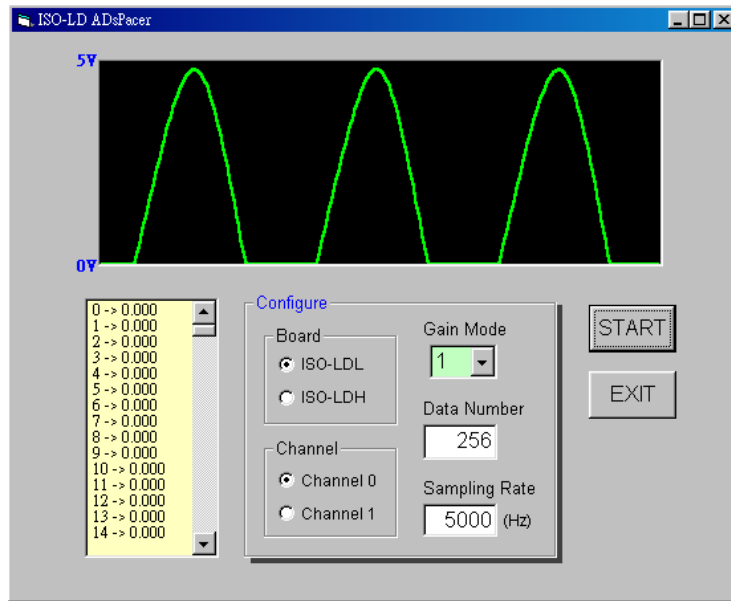 ISO-LD ADsPacer
5V
0V
0 -> 0.000
1 -> 0.000
2 -> 0.000
3 -> 0.000
4 -> 0.000
5 -> 0.000
6 -> 0.000
7 -> 0.000
8 -> 0.000
9 -> 0.000
10 -> 0.000
11 -> 0.000
12 -> 0.000
13 -> 0.000
14 -> 0.000
Configure
Board
ISO-LDL
ISO-LDH
Channel
Channel 0
Channel 1
Gain Mode
1
Data Number
256
Sampling Rate
5000 (Hz)
START
EXIT